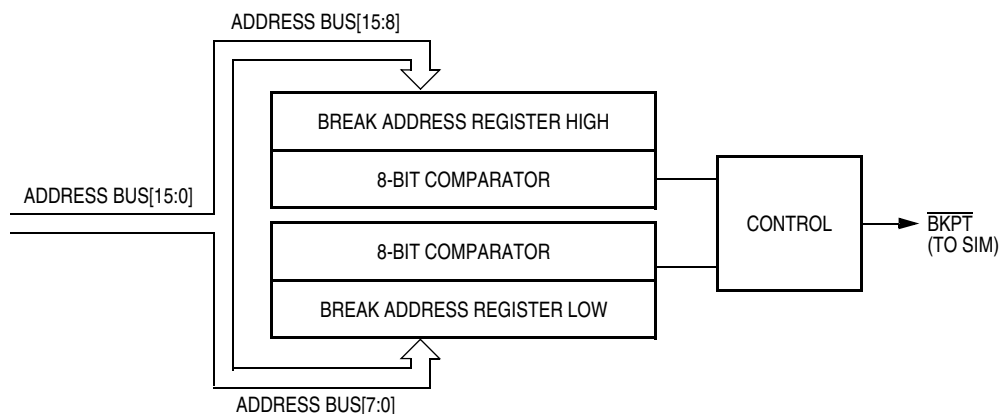 ADDRESS BUS[15:8]
BREAK ADDRESS REGISTER HIGH
8-BIT COMPARATOR
ADDRESS BUS[15:0]
CONTROL
BKPT
(TO SIM)
8-BIT COMPARATOR
BREAK ADDRESS REGISTER LOW
ADDRESS BUS[7:0]